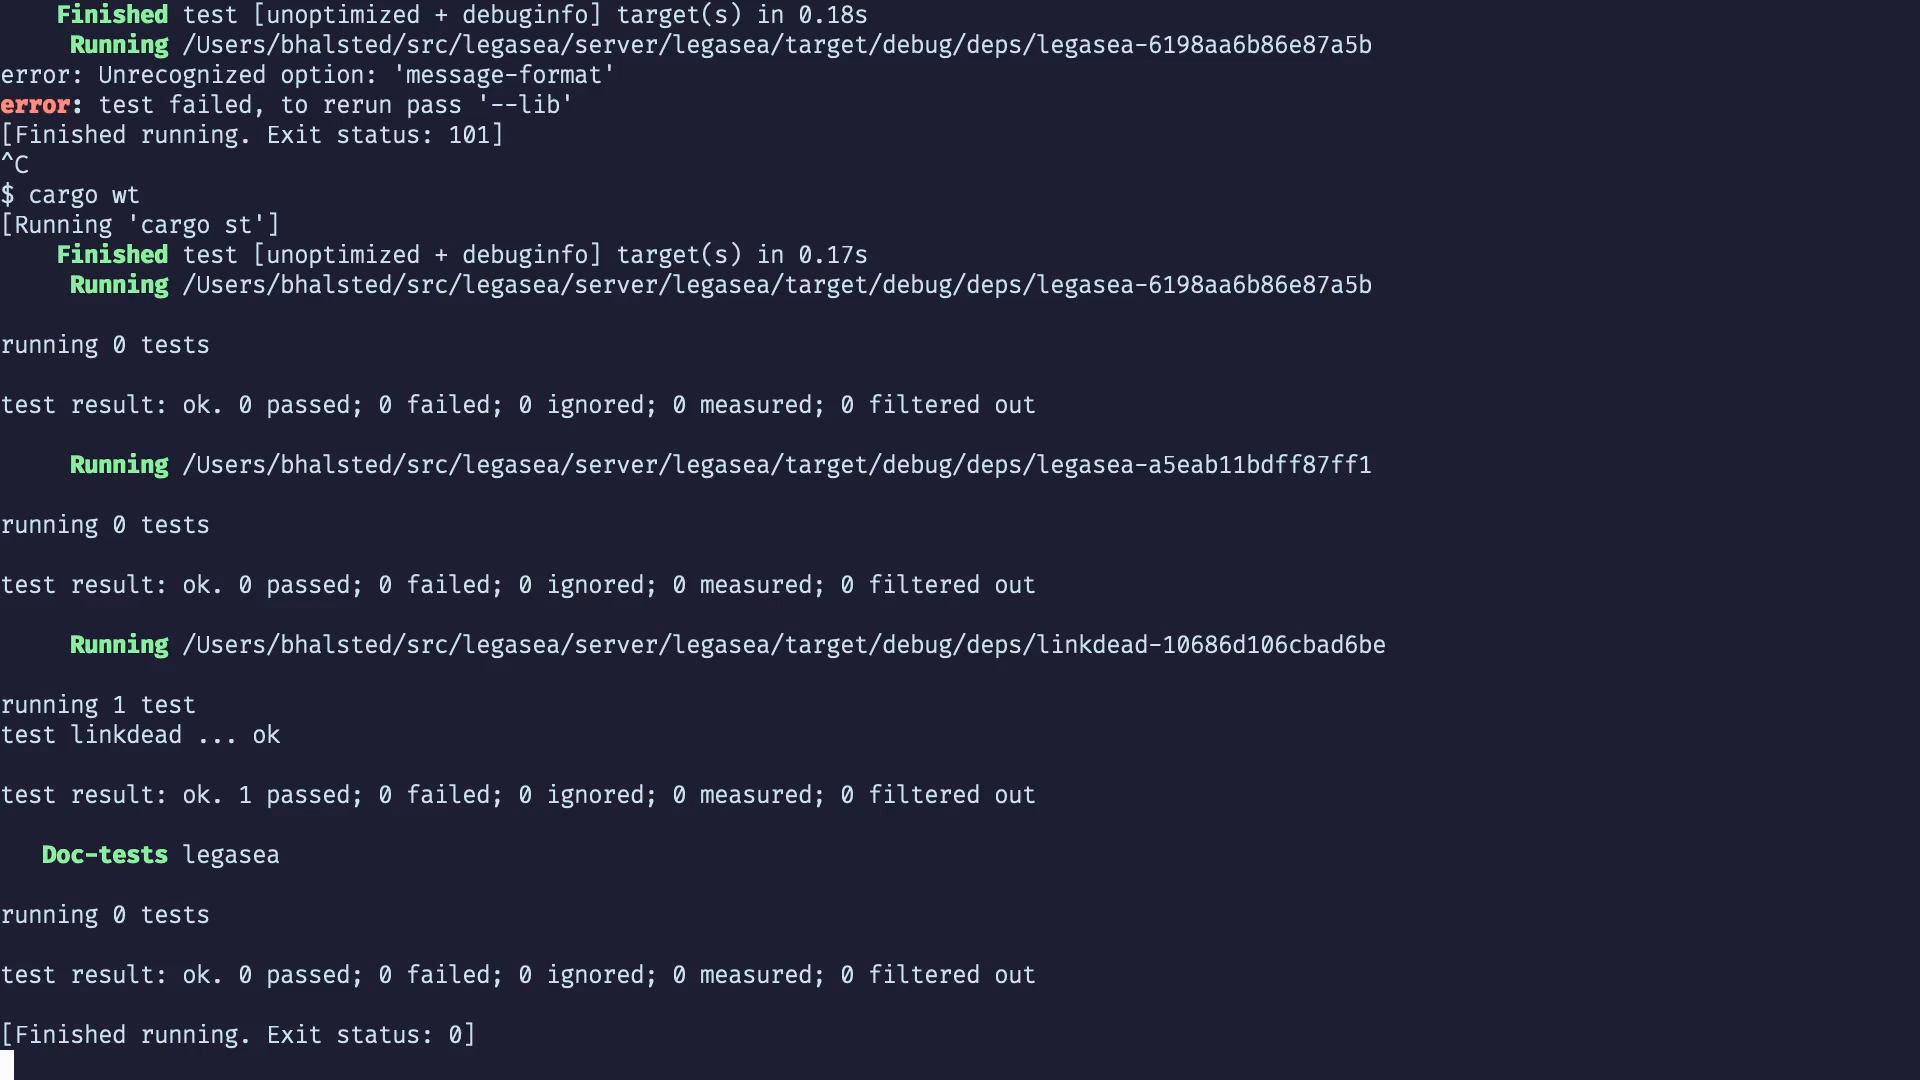 Finished test [unoptimized + debuginfo] target(s) in 0.18s
Running /Users/bhalsted/src/legasea/server/legasea/target/debug/deps/legasea-6198aa6b86e87a5b
error: Unrecognized option: 'message-format'
error: test failed, to rerun pass '--lib'
[Finished running. Exit status: 101]
^C
$ cargo wt
[Running 'cargo st']
Finished test [unoptimized + debuginfo] target(s) in 0.17s
Running /Users/bhalsted/src/legasea/server/legasea/target/debug/deps/legasea-6198aa6b86e87a5b
running 0 tests
test result: ok. 0 passed; 0 failed; 0 ignored; 0 measured; 0 filtered out
Running /Users/bhalsted/src/legasea/server/legasea/target/debug/deps/legasea-a5eab11bdff87ff1
running 0 tests
test result: ok. 0 passed; 0 failed; 0 ignored; 0 measured; 0 filtered out
Running /Users/bhalsted/src/legasea/server/legasea/target/debug/deps/linkdead-10686d106cbad6be
running 1 test
test linkdead ... ok
test result: ok. 1 passed; 0 failed; 0 ignored; 0 measured; 0 filtered out
Doc-tests legasea
running 0 tests
test result: ok. 0 passed; 0 failed; 0 ignored; 0 measured; 0 filtered out
[Finished running. Exit status: 0]